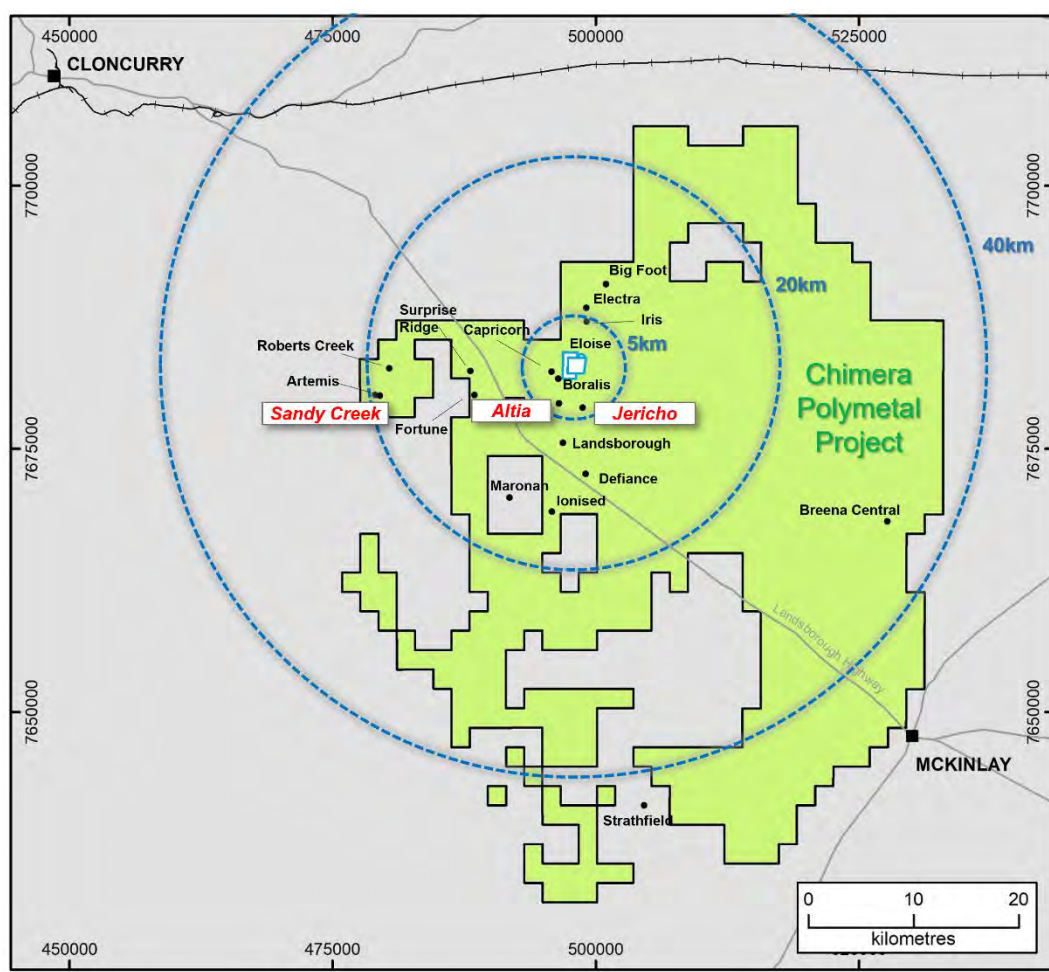 450000
475000
500000
525000
CLONCURRY
7700000
7700000
40km
Big Foot
20km
Electra
Surprise
Ridge
Capricorn
Iris
Eloise
5km
Roberts Creek
Boralis
Chimera
Polymetal
Project
Artemis
Sandy Creek
Altia
Jericho
Fortune
7675000
7675000
Landsborough
Defiance
Maronan
Ionised
Breena Central
Landsborough Highway
7650000
7650000
MCKINLAY
Strathfield
0
10
20
kilometres
450000
475000
500000